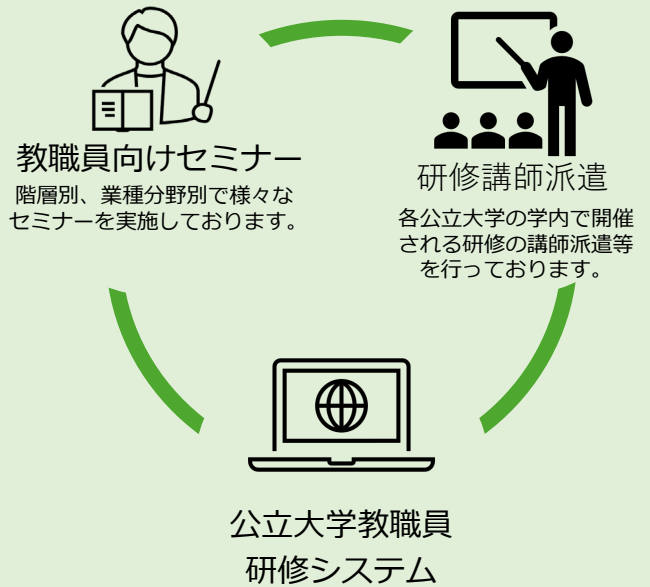 教職員向けセミナー
階層別、業種分野別で様々な
セミナーを実施しております。
研修講師派遣
各公立大学の学内で開催
される研修の講師派遣等
を行っております。
公立大学教職員
研修システム